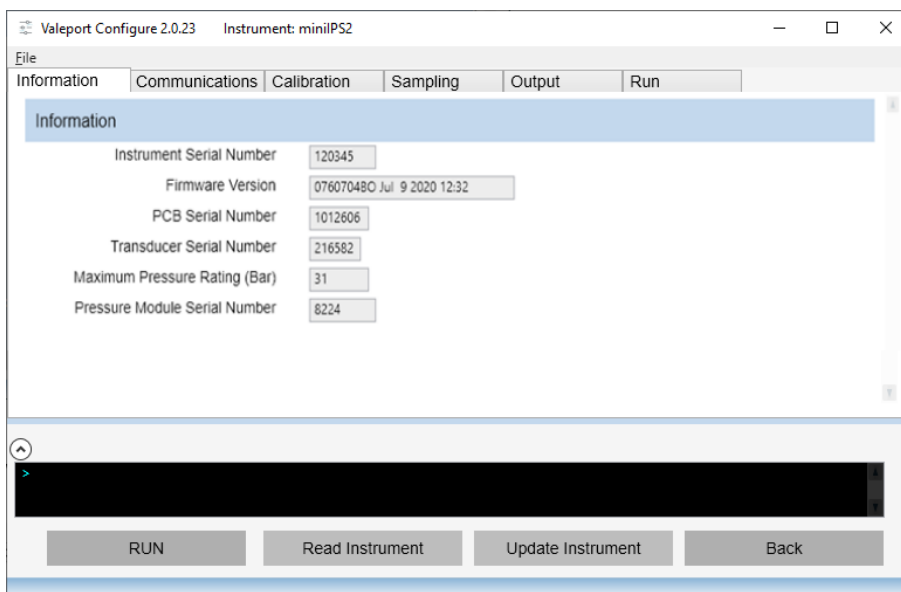 Valeport Configure 2.0.23 Instrument: miniIPS2
File
Information Communications Calibration Sampling Output Run
Information
Instrument Serial Number 120345
Firmware Version 0760704BO Jul 9 2020 12:32
PCB Serial Number 1012606
Transducer Serial Number 216582
Maximum Pressure Rating (Bar) 31
Pressure Module Serial Number 8224
>
RUN Read Instrument Update Instrument Back